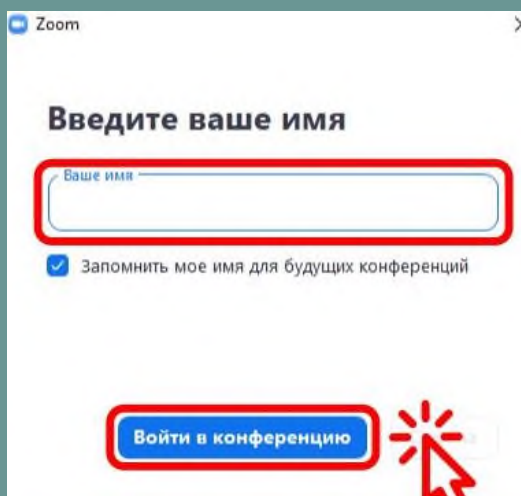 Zoom
Введите ваше имя
Ваше имя
Запомнить мое имя для будущих конференций
Войти в конференцию